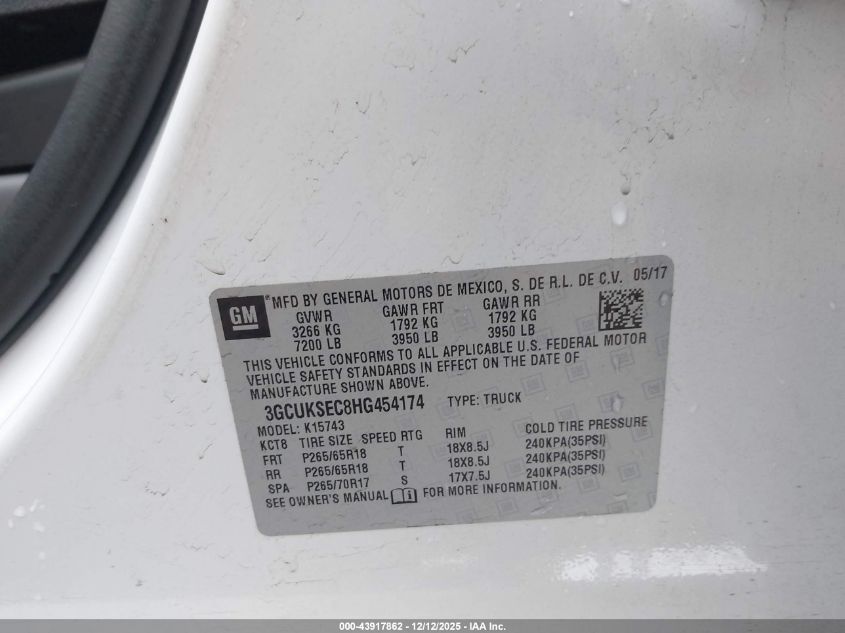 GM ® MFD BY GENERAL MOTORS DE MEXICO, S. DE R.L. DE C.V. 05/17
GVWR GAWR FRT GAWR RR
3266 KG 1792 KG 1792 KG
7200 LB 3950 LB 3950 LB
THIS VEHICLE CONFORMS TO ALL APPLICABLE U.S. FEDERAL MOTOR
VEHICLE SAFETY STANDARDS IN EFFECT ON THE DATE OF
MANUFACTURE SHOWN ABOVE.
3GCUKSEC8HG454174 TYPE: TRUCK
MODEL: K15743
KCT8 TIRE SIZE SPEED RTG RIM COLD TIRE PRESSURE
FRT P265/65R18 T 18X8.5J 240KPA(35PSI)
RR P265/65R18 T 18X8.5J 240KPA(35PSI)
SPA P265/70R17 S 17X7.5J 240KPA(35PSI)
SEE OWNER'S MANUAL FOR MORE INFORMATION.
000-43917862 - 12/12/2025 - IAA Inc.